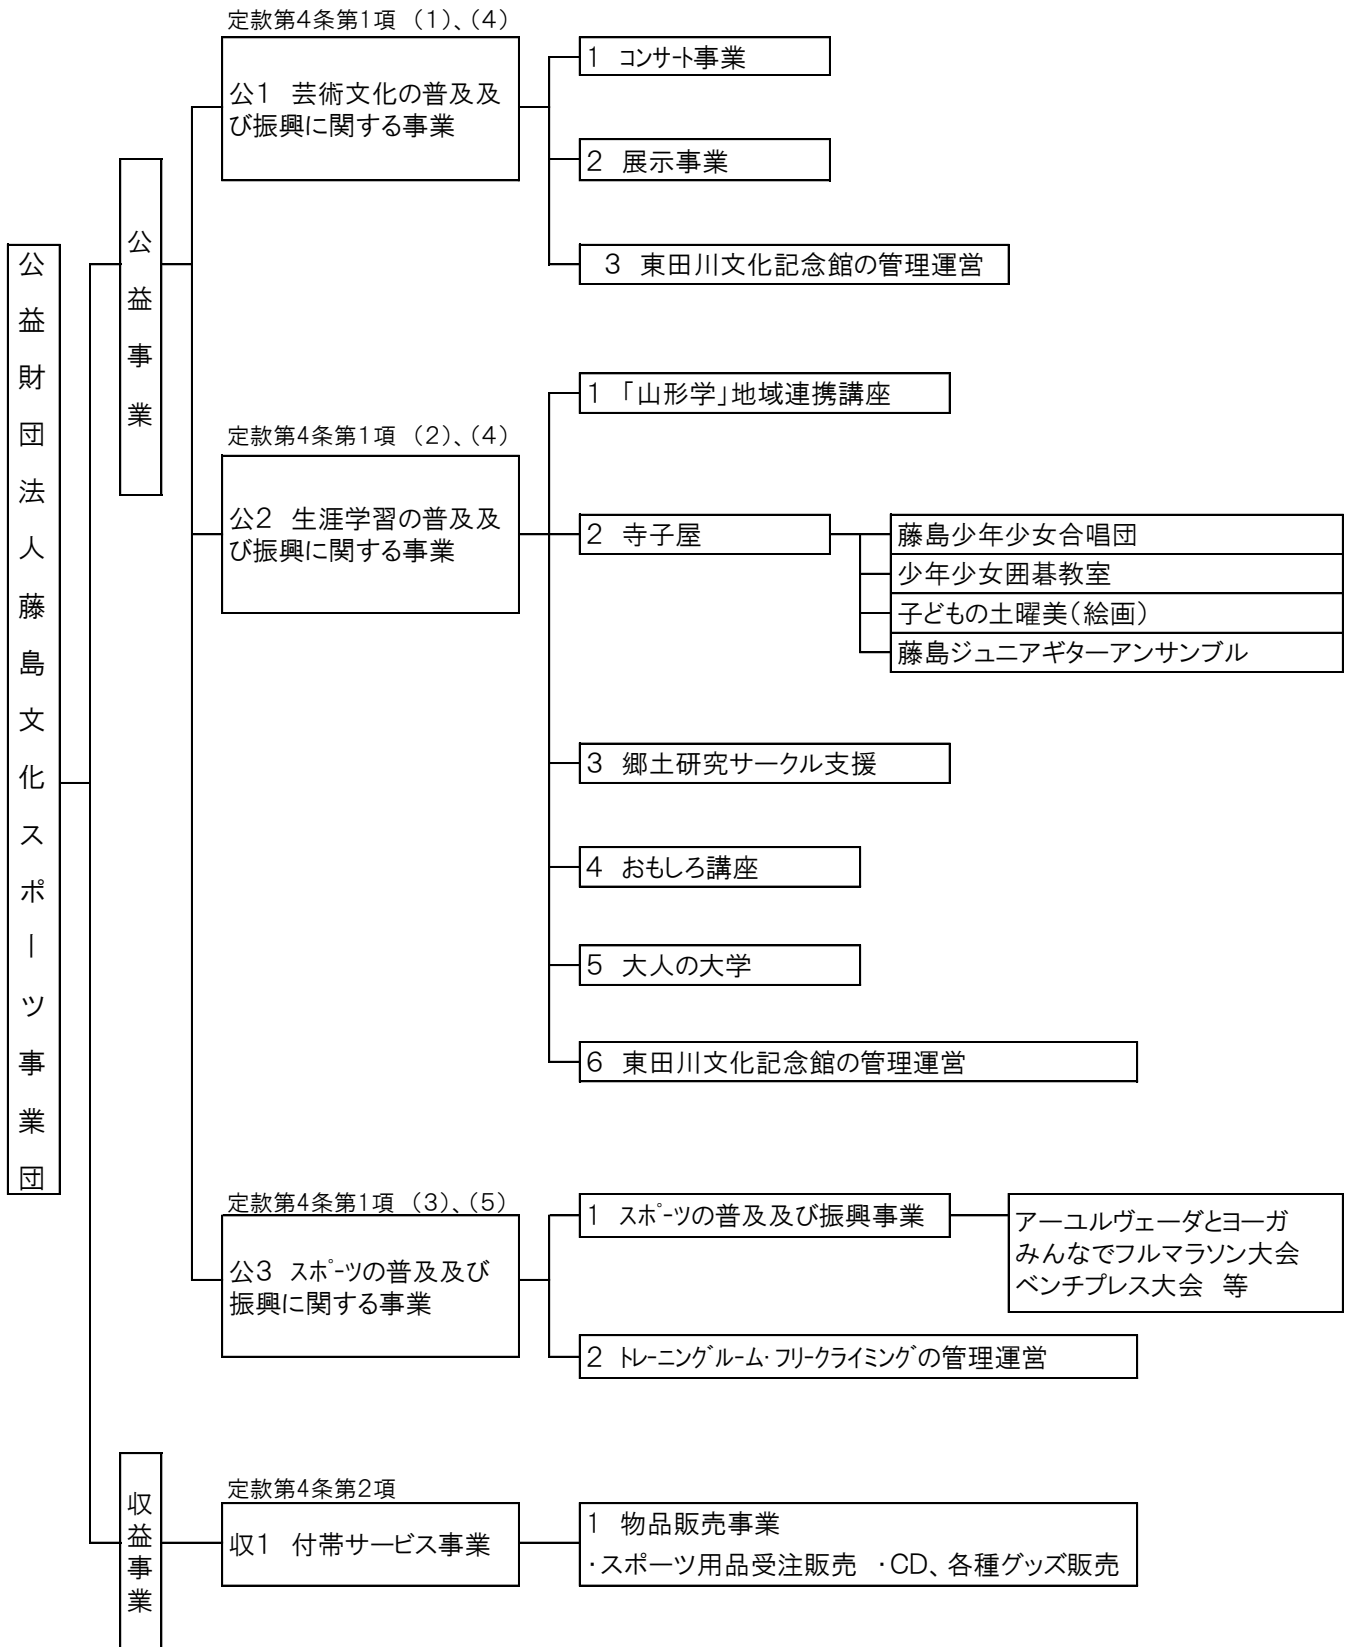 公益財団法人藤島文化スポーツ事業団
公益事業
定款第4条第1項 （1）、（4）
公1 芸術文化の普及及
び振興に関する事業
1 コンサート事業
2 展示事業
3 東田川文化記念館の管理運営
定款第4条第1項 （2）、（4）
公2 生涯学習の普及及
び振興に関する事業
1 「山形学」地域連携講座
2 寺子屋
藤島少年少女合唱団
少年少女囲碁教室
子どもの土曜美（絵画）
藤島ジュニアギターアンサンブル
3 郷土研究サークル支援
4 おもしろ講座
5 大人の大学
6 東田川文化記念館の管理運営
定款第4条第1項 （3）、（5）
公3 スポーツの普及及び
振興に関する事業
1 スポーツの普及及び振興事業
アーユルヴェーダとヨーガ
みんなでフルマラソン大会
ベンチプレス大会 等
2 トレーニングルーム・フリークライミングの管理運営
収益事業
定款第4条第2項
収1 付帯サービス事業
1 物品販売事業
・スポーツ用品受注販売 ・CD、各種グッズ販売